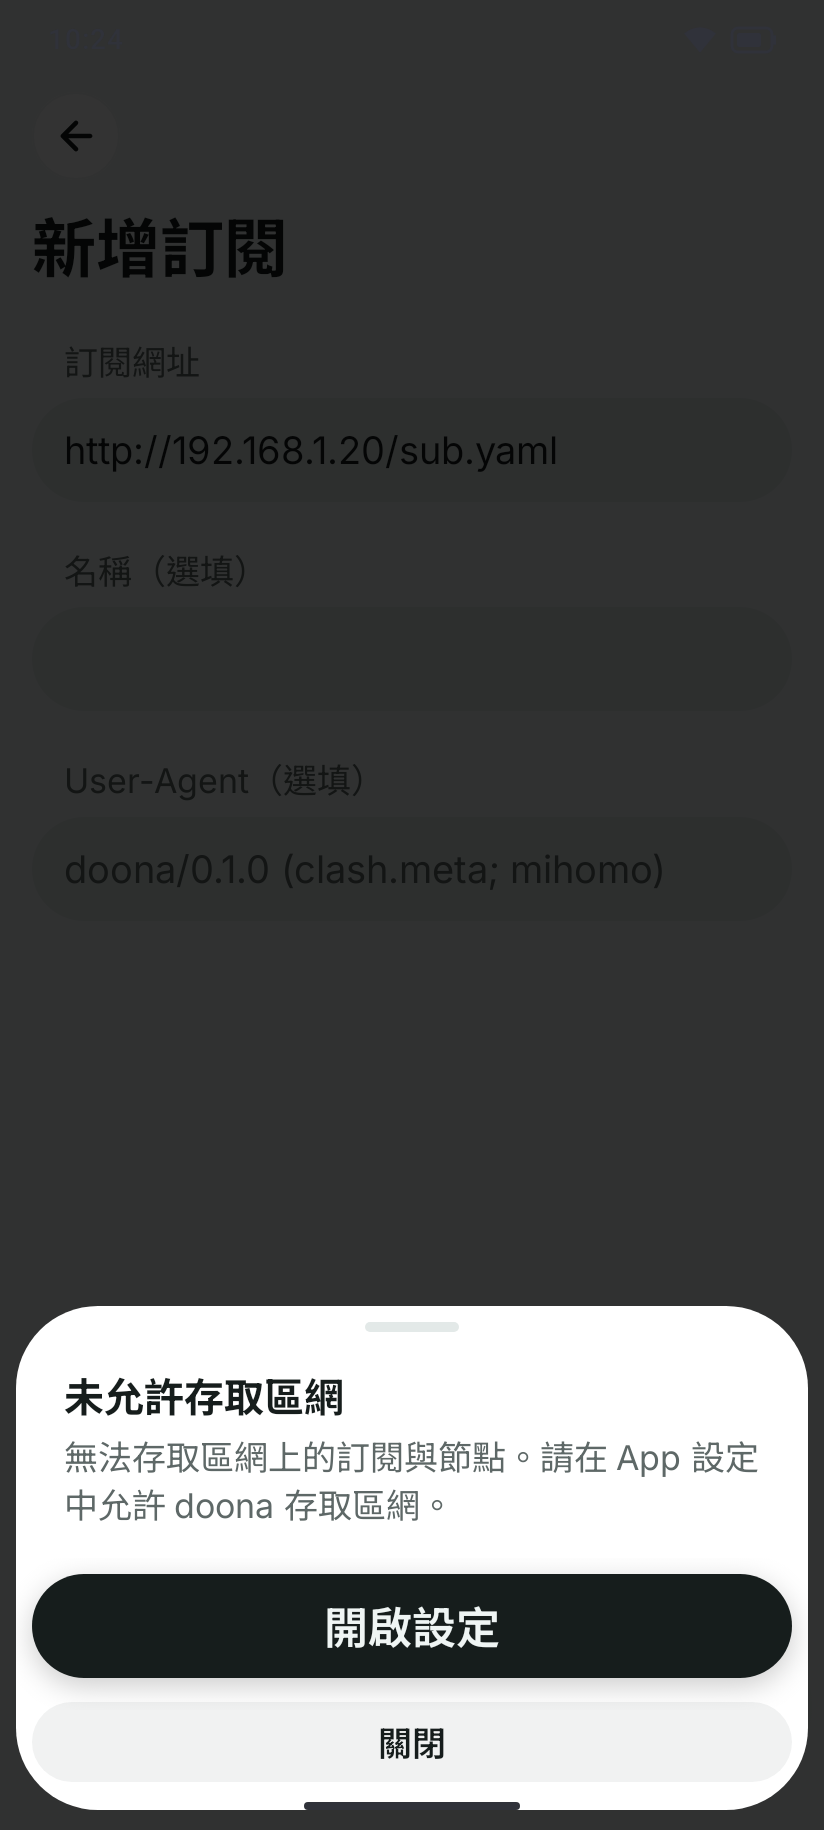 新增訂閱
訂閱網址
http://192.168.1.20/sub.yaml
名稱（選填）
User-Agent（選填）
doona/0.1.0 (clash.meta; mihomo)
未允許存取區網
無法存取區網上的訂閱與節點。請在 App 設定
中允許 doona 存取區網。
開啟設定
關閉